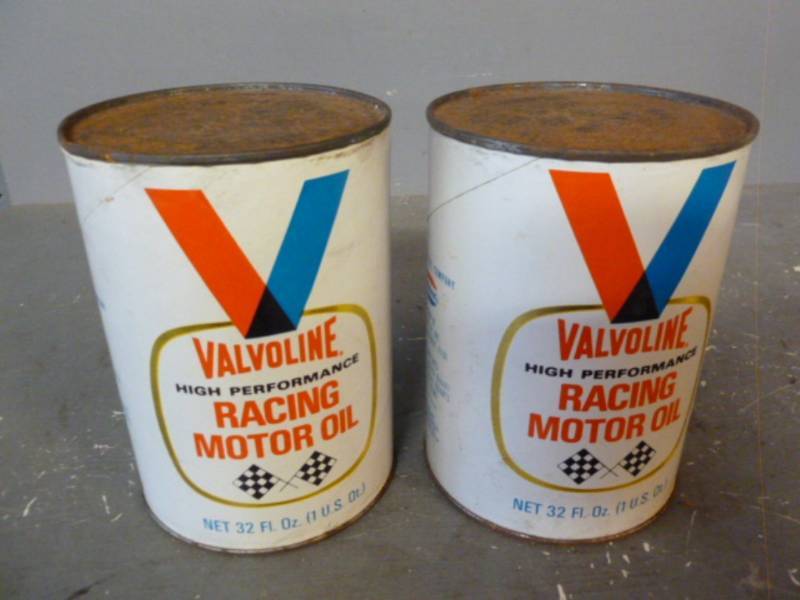 VALVOLINE
HIGH PERFORMANCE
RACING
MOTOR OIL
NET 32 Fl. Oz. (1 U.S. Qt.)
VALVOLINE
HIGH PERFORMANCE
RACING
MOTOR OIL
NET 32 Fl. Oz. (1 U.S. Qt.)